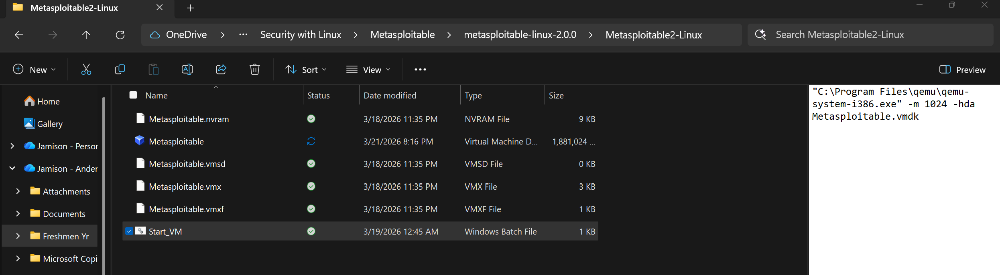 Metasploitable2-Linux
OneDrive > ... Security with Linux > Metasploitable > metasploitable-linux-2.0.0 > Metasploitable2-Linux
Search Metasploitable2-Linux
New
Sort
View
Preview
Home
Gallery
Jamison - Person
Jamison - Ander
Attachments
Documents
Freshmen Yr
Microsoft Copi
Name Status Date modified Type Size
Metasploitable.nvram 3/18/2026 11:35 PM NVRAM File 9 KB
Metasploitable 3/21/2026 8:16 PM Virtual Machine D... 1,881,024 ...
Metasploitable.vmsd 3/18/2026 11:35 PM VMSD File 0 KB
Metasploitable.vmx 3/18/2026 11:35 PM VMX File 3 KB
Metasploitable.vmxf 3/18/2026 11:35 PM VMXF File 1 KB
Start_VM 3/19/2026 12:45 AM Windows Batch File 1 KB
"C:\Program Files\qemu\qemu-
system-i386.exe" -m 1024 -hda
Metasploitable.vmdk